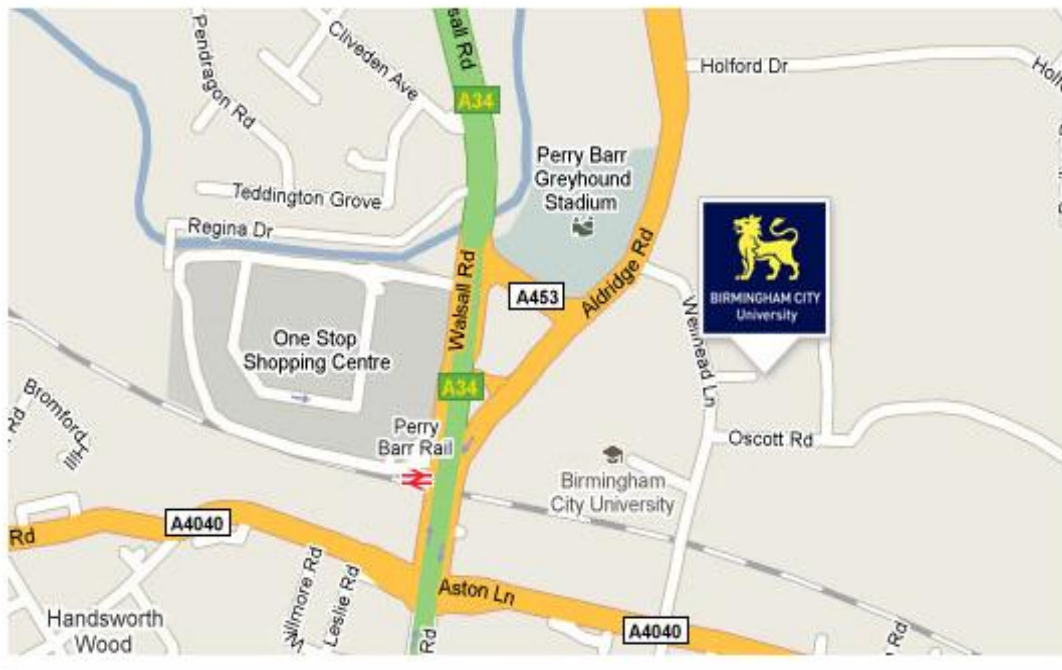 Pendragon Rd
Cliveden Ave
Walsall Rd
A34
Holford Dr
Teddington Grove
Regina Dr
Perry Barr
Greyhound
Stadium
Aldridge Rd
A453
Walsall Rd
BIRMINGHAM CITY
University
Wellhead Ln
One Stop
Shopping Centre
A34
Bromford
Perry
Barr Rail
Oscott Rd
Birmingham
City University
A4040
Rd
Wilmore Rd
Leslie Rd
Aston Ln
A4040
Handsworth
Wood
Rd
Rd